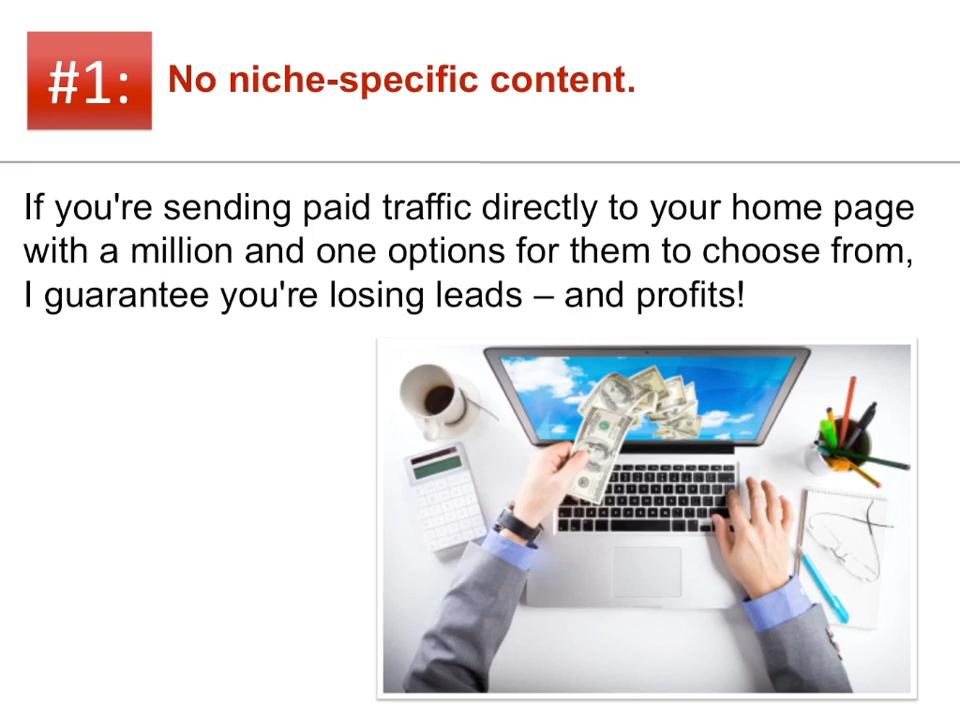 #1:
No niche-specific content.
If you're sending paid traffic directly to your home page
with a million and one options for them to choose from,
I guarantee you're losing leads – and profits!